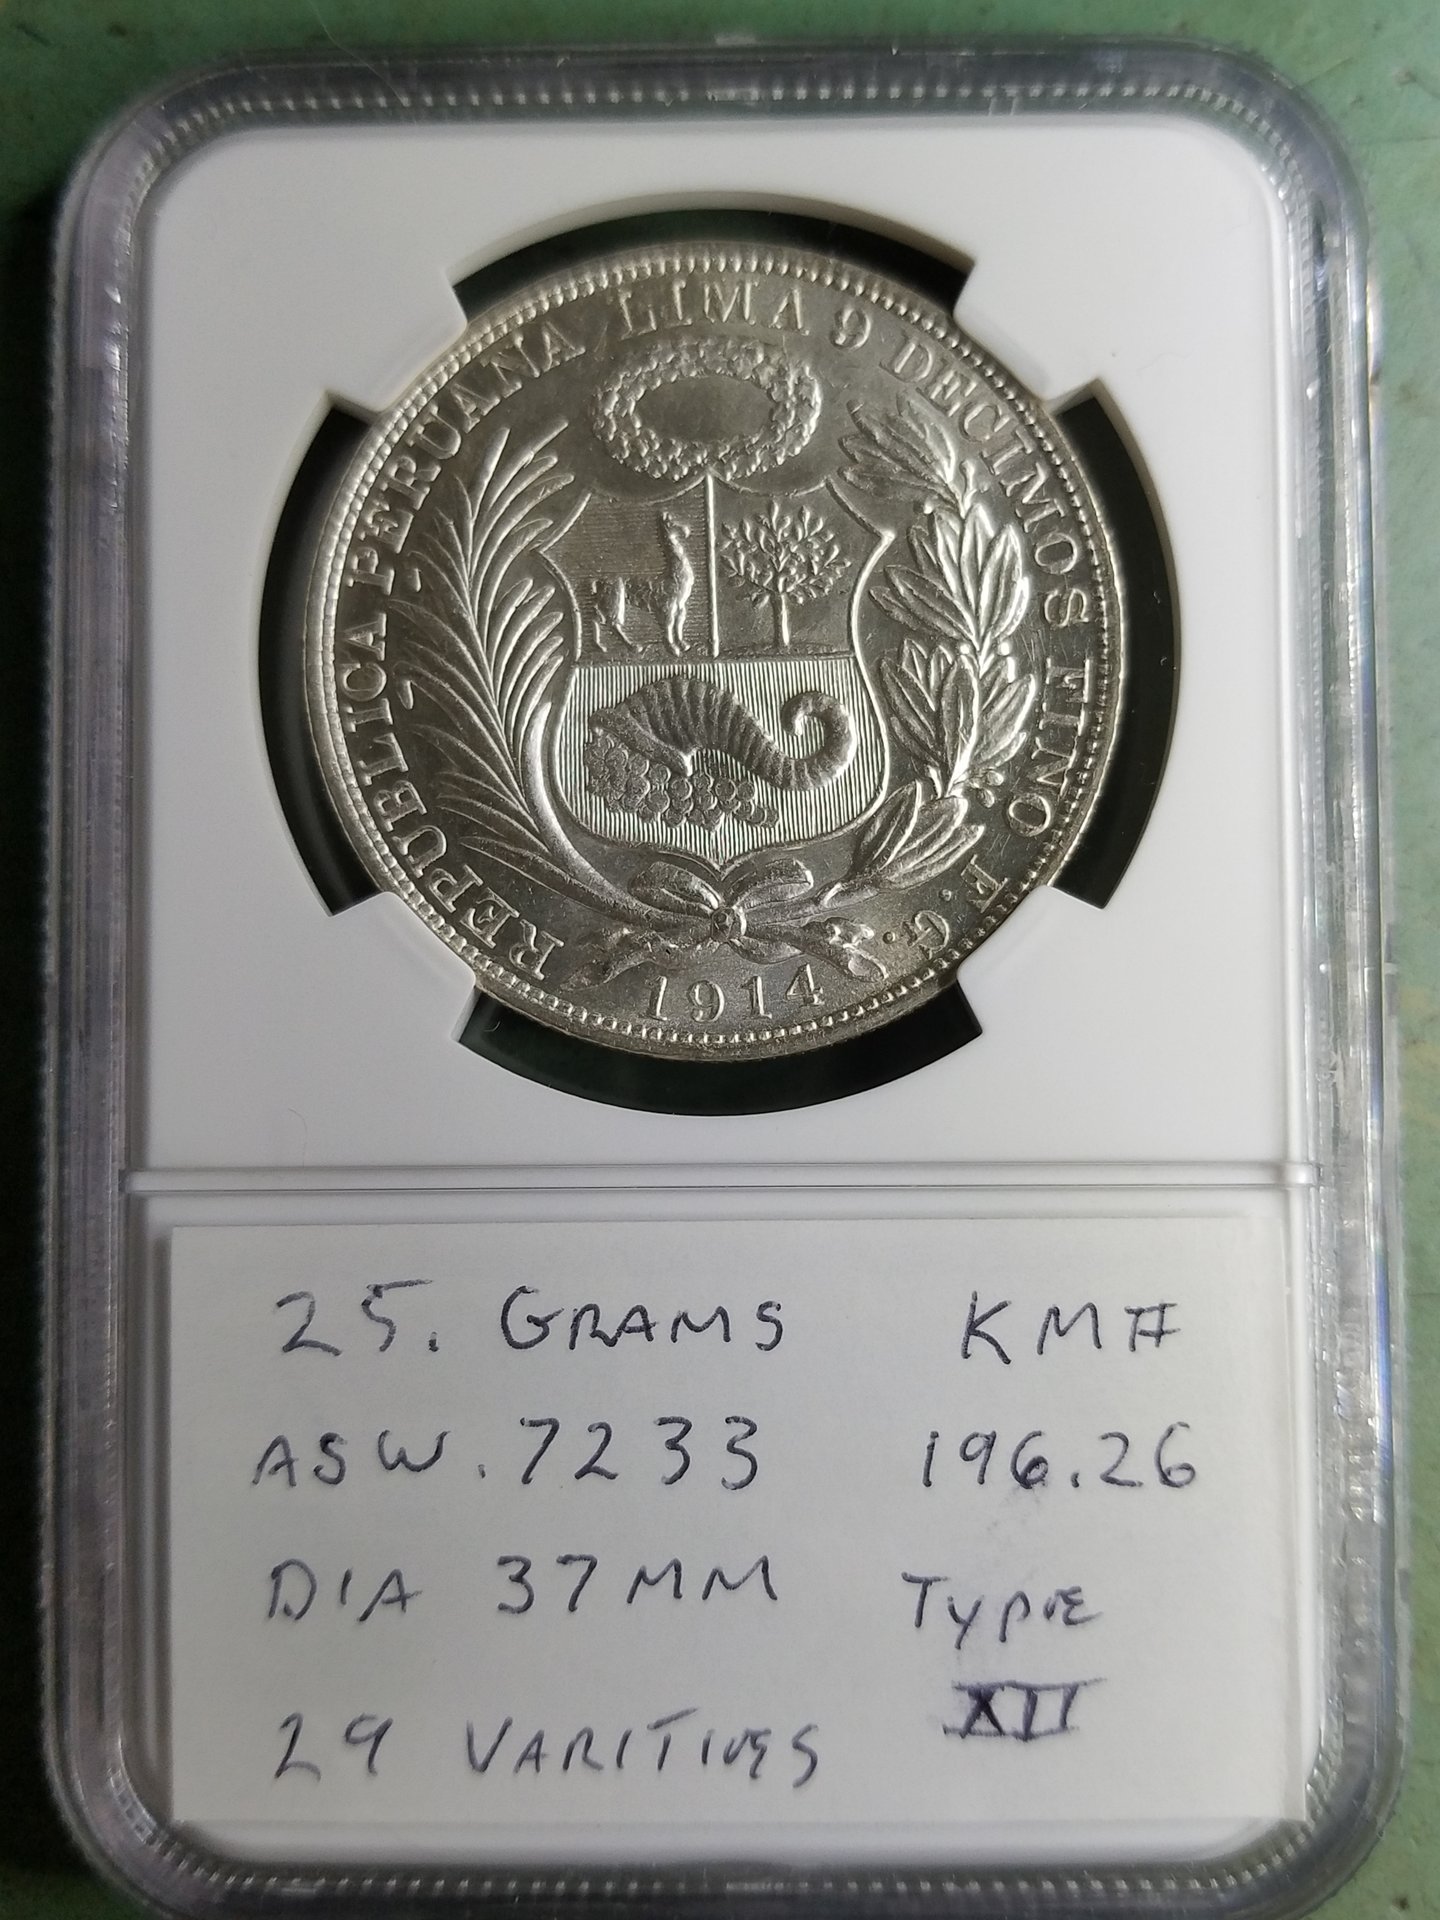 REPUBLICA PERUANA LIMA 9 DECIMOS FINO F. G.
1914
25. GRAMS KM#
ASW .7233 196.26
DIA 37MM TYPE
29 VARITIES XII